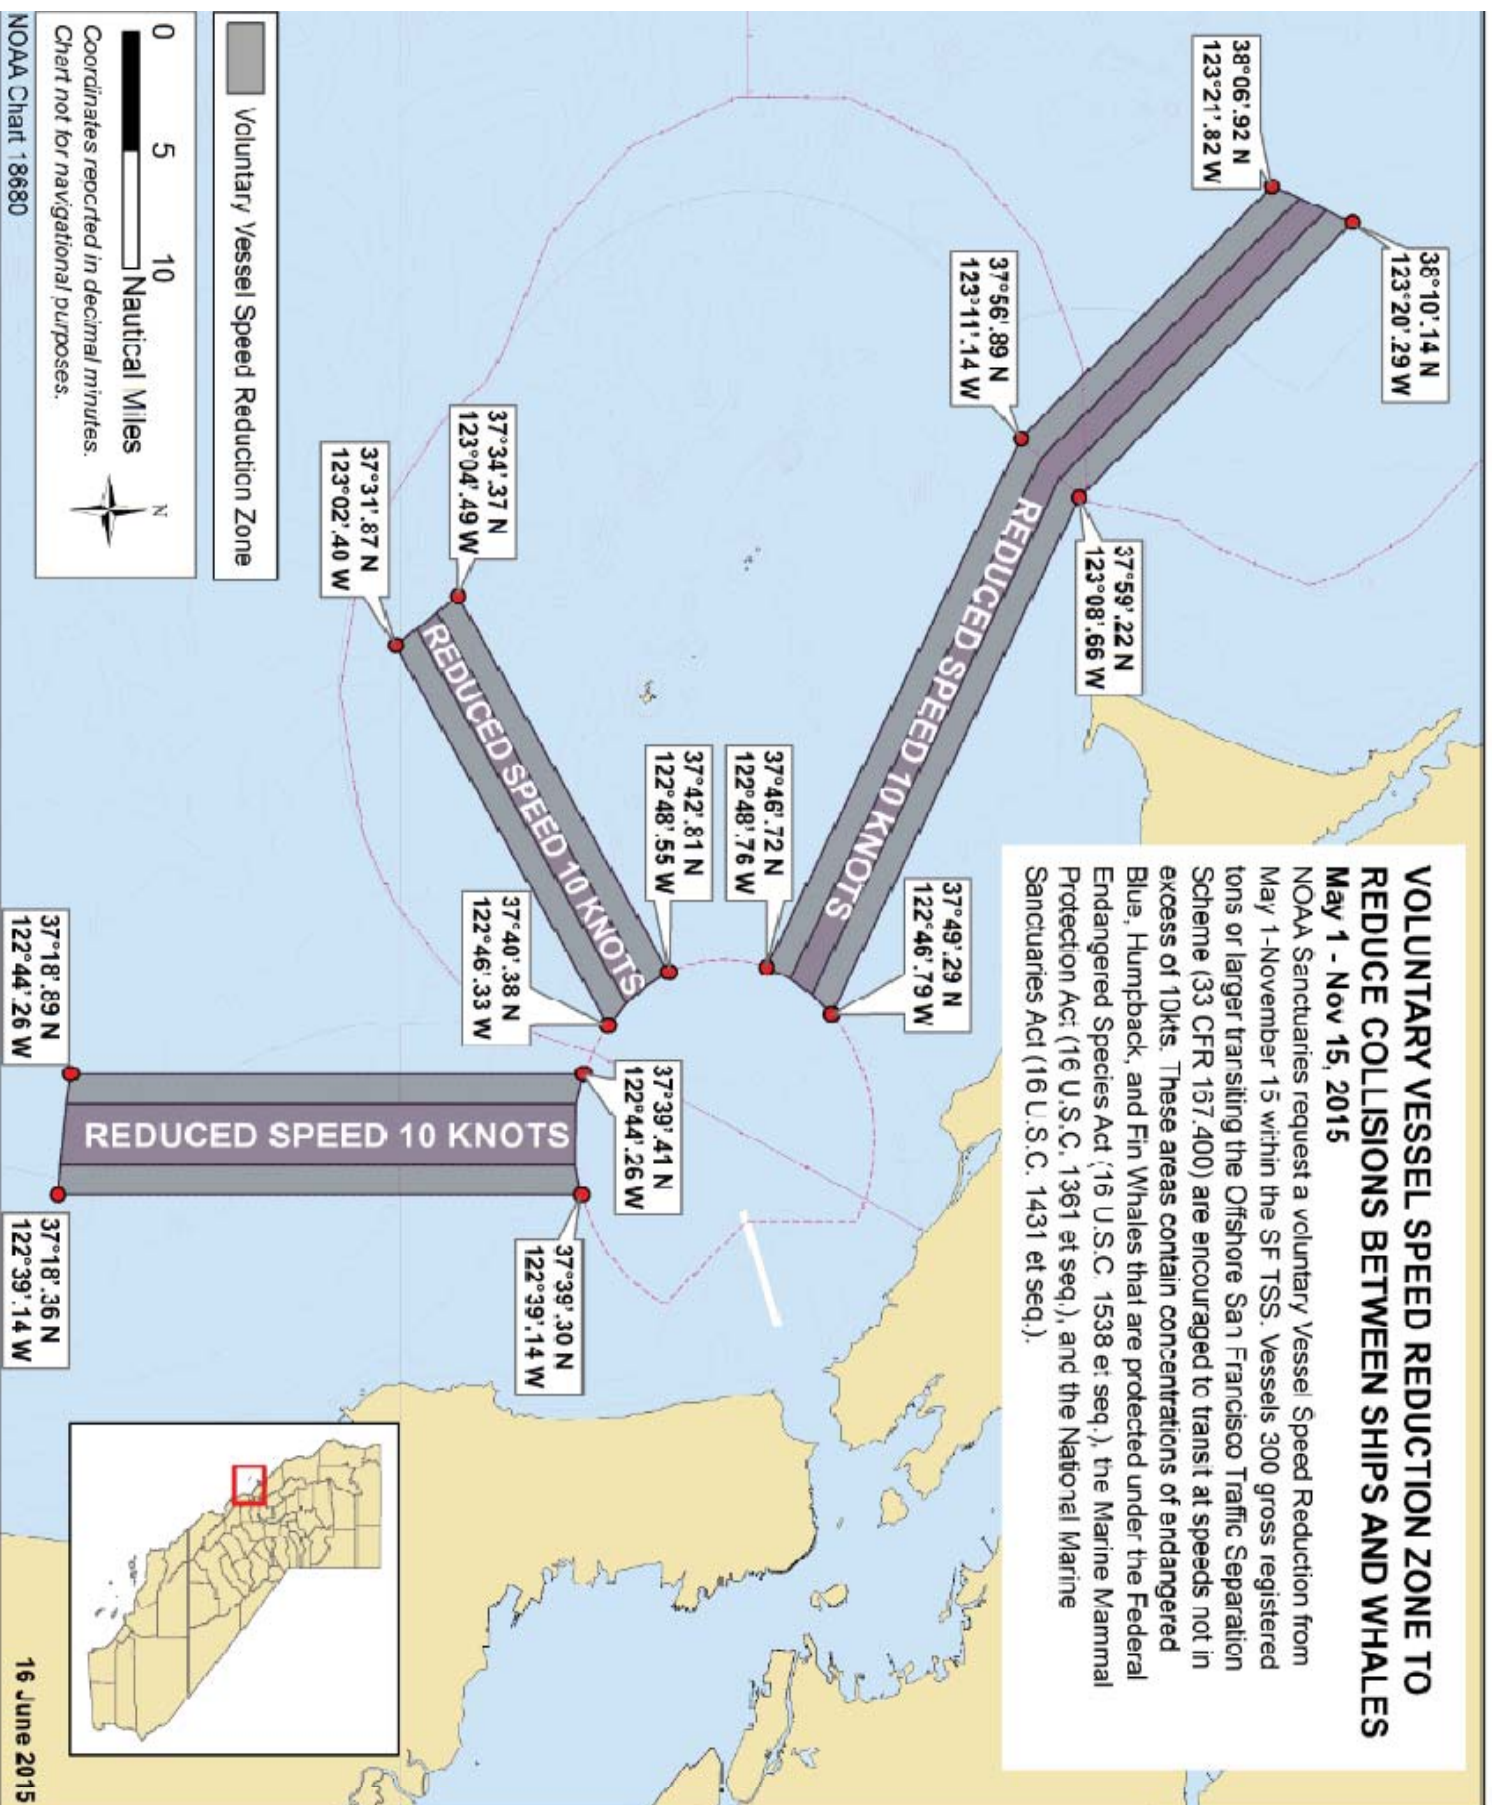 VOLUNTARY VESSEL SPEED REDUCTION ZONE TO
REDUCE COLLISIONS BETWEEN SHIPS AND WHALES
May 1 - Nov 15, 2015
NOAA Sanctuaries request a voluntary Vessel Speed Reduction from
May 1-November 15 within the SF TSS. Vessels 300 gross registered
tons or larger transiting the Offshore San Francisco Traffic Separation
Scheme (33 CFR 167.400) are encouraged to transit at speeds not in
excess of 10kts. These areas contain concentrations of endangered
Blue, Humpback, and Fin Whales that are protected under the Federal
Endangered Species Act (16 U.S.C. 1538 et seq.), the Marine Mammal
Protection Act (16 U.S.C. 1361 et seq.), and the National Marine
Sanctuaries Act (16 U.S.C. 1431 et seq.).
38°10'.14 N
123°20'.29 W
38°06'.92 N
123°21'.82 W
37°59'.22 N
123°08'.66 W
37°56'.89 N
123°11'.14 W
REDUCED SPEED 10 KNOTS
37°49'.29 N
122°46'.79 W
37°46'.72 N
122°48'.76 W
37°42'.81 N
122°48'.55 W
37°34'.37 N
123°04'.49 W
37°31'.87 N
123°02'.40 W
REDUCED SPEED 10 KNOTS
37°40'.38 N
122°46'.33 W
37°39'.41 N
122°44'.26 W
37°39'.30 N
122°39'.14 W
REDUCED SPEED 10 KNOTS
37°18'.89 N
122°44'.26 W
37°18'.36 N
122°39'.14 W
Voluntary Vessel Speed Reduction Zone
0 5 10
Nautical Miles
N
Coordinates reported in decimal minutes.
Chart not for navigational purposes.
NOAA Chart 18680
16 June 2015